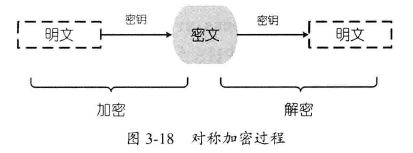 密钥 密钥
明文 密文 明文
加密 解密
图 3-18 对称加密过程